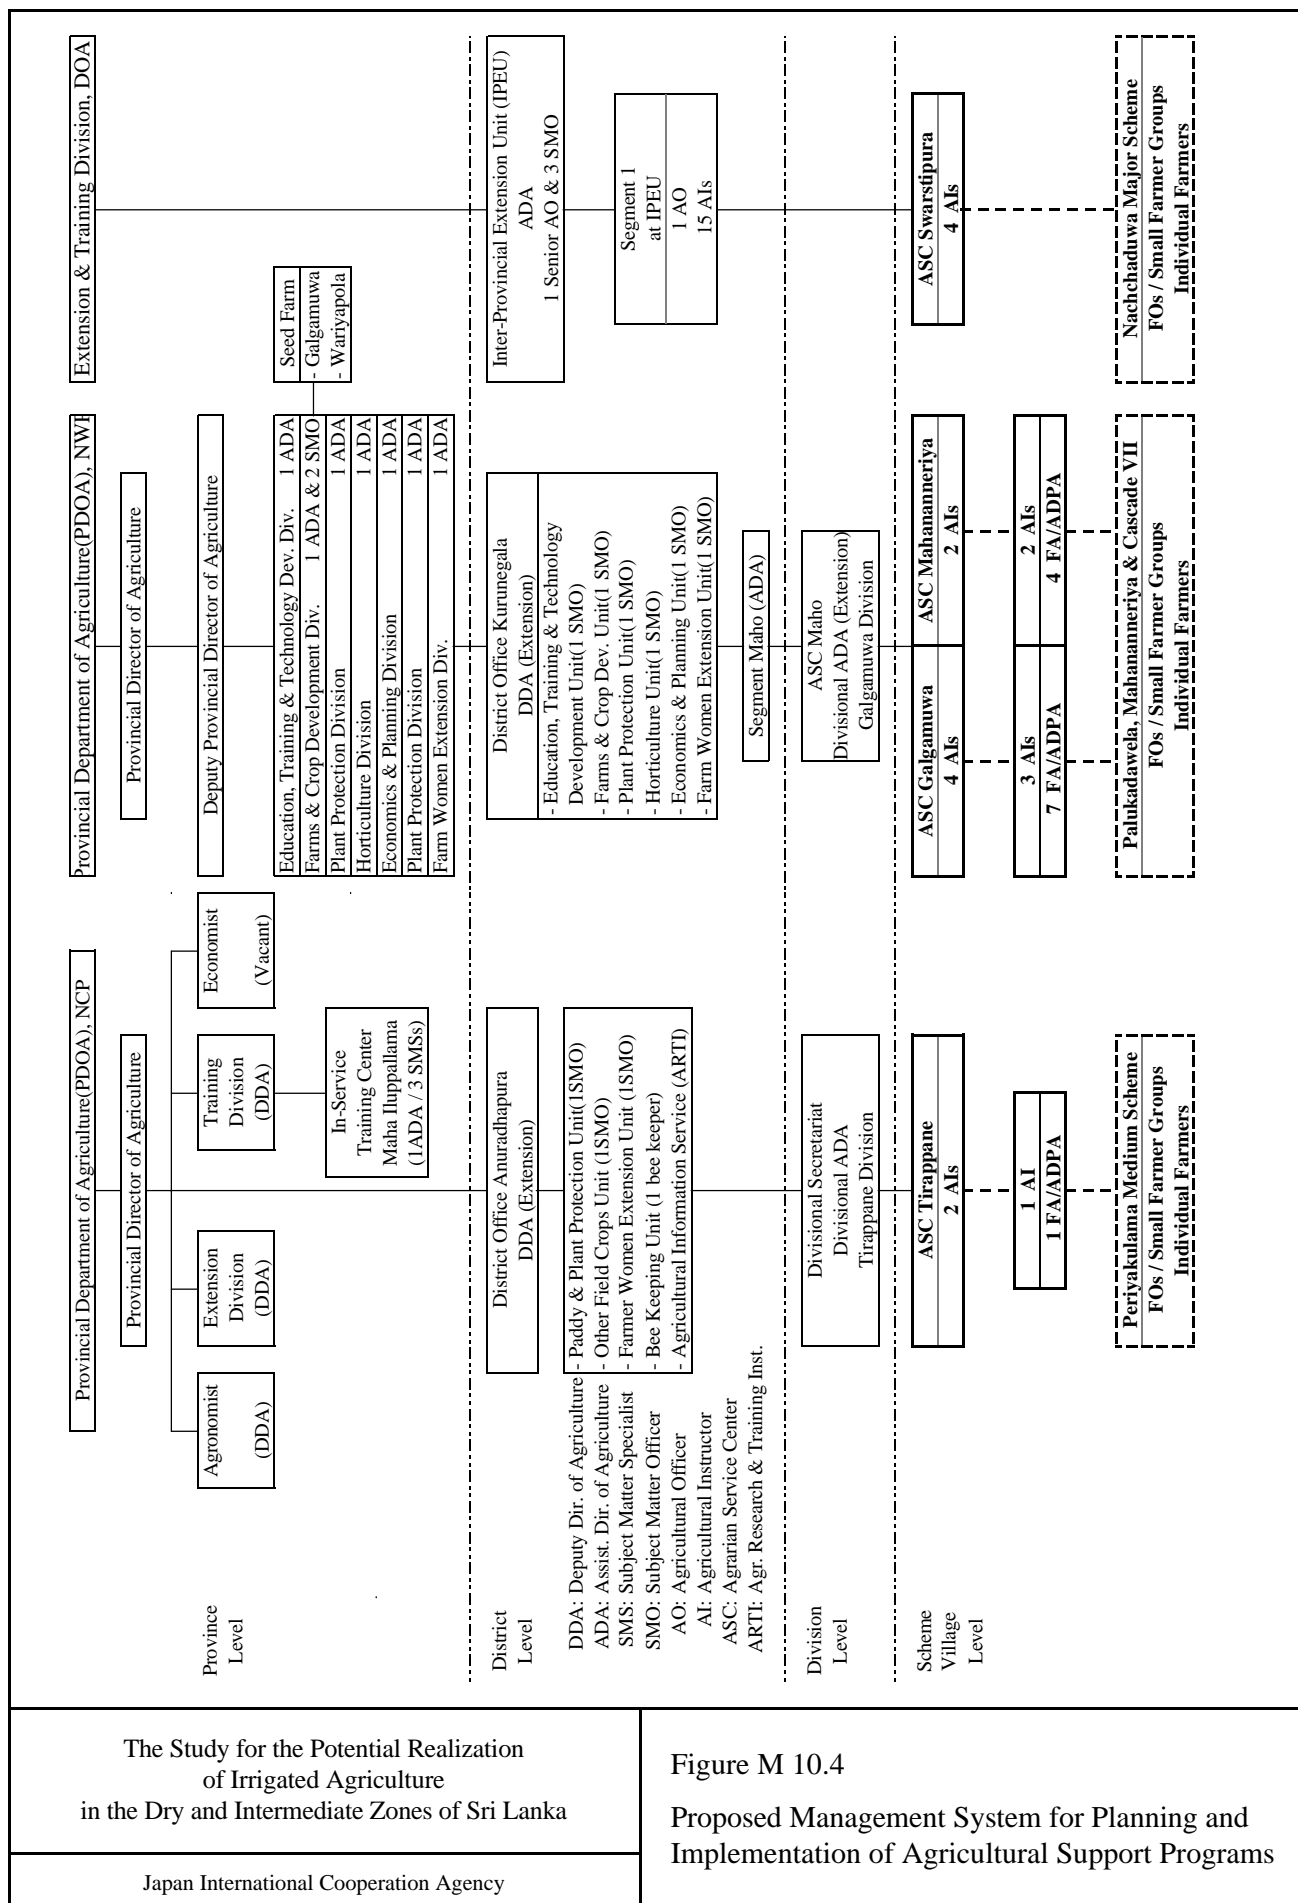 Provincial Department of Agriculture(PDOA), NCP
Provincial Director of Agriculture
Agronomist
(DDA)
Extension
Division
(DDA)
Training
Division
(DDA)
Economist
(Vacant)
In-Service
Training Center
Maha Iluppallama
(1ADA / 3 SMSs)
Provincial Department of Agriculture(PDOA), NWP
Provincial Director of Agriculture
Deputy Provincial Director of Agriculture
Education, Training & Technology Dev. Div. 1 ADA
Farms & Crop Development Div. 1 ADA & 2 SMO
Plant Protection Division 1 ADA
Horticulture Division 1 ADA
Economics & Planning Division 1 ADA
Plant Protection Division 1 ADA
Farm Women Extension Div. 1 ADA
Seed Farm
- Galgamuwa
- Wariyapola
Extension & Training Division, DOA
Province
Level
District
Level
District Office Anuradhapura
DDA (Extension)
- Paddy & Plant Protection Unit(1SMO)
- Other Field Crops Unit (1SMO)
- Farmer Women Extension Unit (1SMO)
- Bee Keeping Unit (1 bee keeper)
- Agricultural Information Service (ARTI)
District Office Kurunegala
DDA (Extension)
- Education, Training & Technology
Development Unit(1 SMO)
- Farms & Crop Dev. Unit(1 SMO)
- Plant Protection Unit(1 SMO)
- Horticulture Unit(1 SMO)
- Economics & Planning Unit(1 SMO)
- Farm Women Extension Unit(1 SMO)
Segment Maho (ADA)
Inter-Provincial Extension Unit (IPEU)
ADA
1 Senior AO & 3 SMO
Segment 1
at IPEU
1 AO
15 AIs
DDA: Deputy Dir. of Agriculture
ADA: Assist. Dir. of Agriculture
SMS: Subject Matter Specialist
SMO: Subject Matter Officer
AO: Agricultural Officer
AI: Agricultural Instructor
ASC: Agrarian Service Center
ARTI: Agr. Research & Training Inst.
Division
Level
Divisional Secretariat
Divisional ADA
Tirappane Division
ASC Maho
Divisional ADA (Extension)
Galgamuwa Division
Scheme
Village
Level
ASC Tirappane
2 AIs
1 AI
1 FA/ADPA
Periyakulama Medium Scheme
FOs / Small Farmer Groups
Individual Farmers
ASC Galgamuwa
4 AIs
ASC Mahananneriya
2 AIs
3 AIs
7 FA/ADPA
2 AIs
4 FA/ADPA
Palukadawela, Mahananneriya & Cascade VII
FOs / Small Farmer Groups
Individual Farmers
ASC Swarstipura
4 AIs
Nachchaduwa Major Scheme
FOs / Small Farmer Groups
Individual Farmers
The Study for the Potential Realization
of Irrigated Agriculture
in the Dry and Intermediate Zones of Sri Lanka
Japan International Cooperation Agency
Figure M 10.4
Proposed Management System for Planning and
Implementation of Agricultural Support Programs